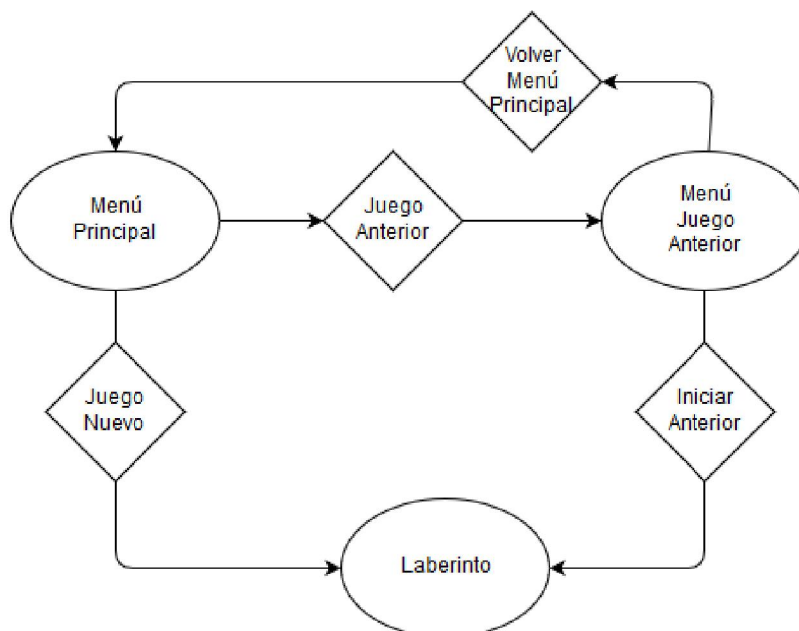 Volver
Menú
Principal
Menú
Principal
Juego
Anterior
Menú
Juego
Anterior
Juego
Nuevo
Iniciar
Anterior
Laberinto